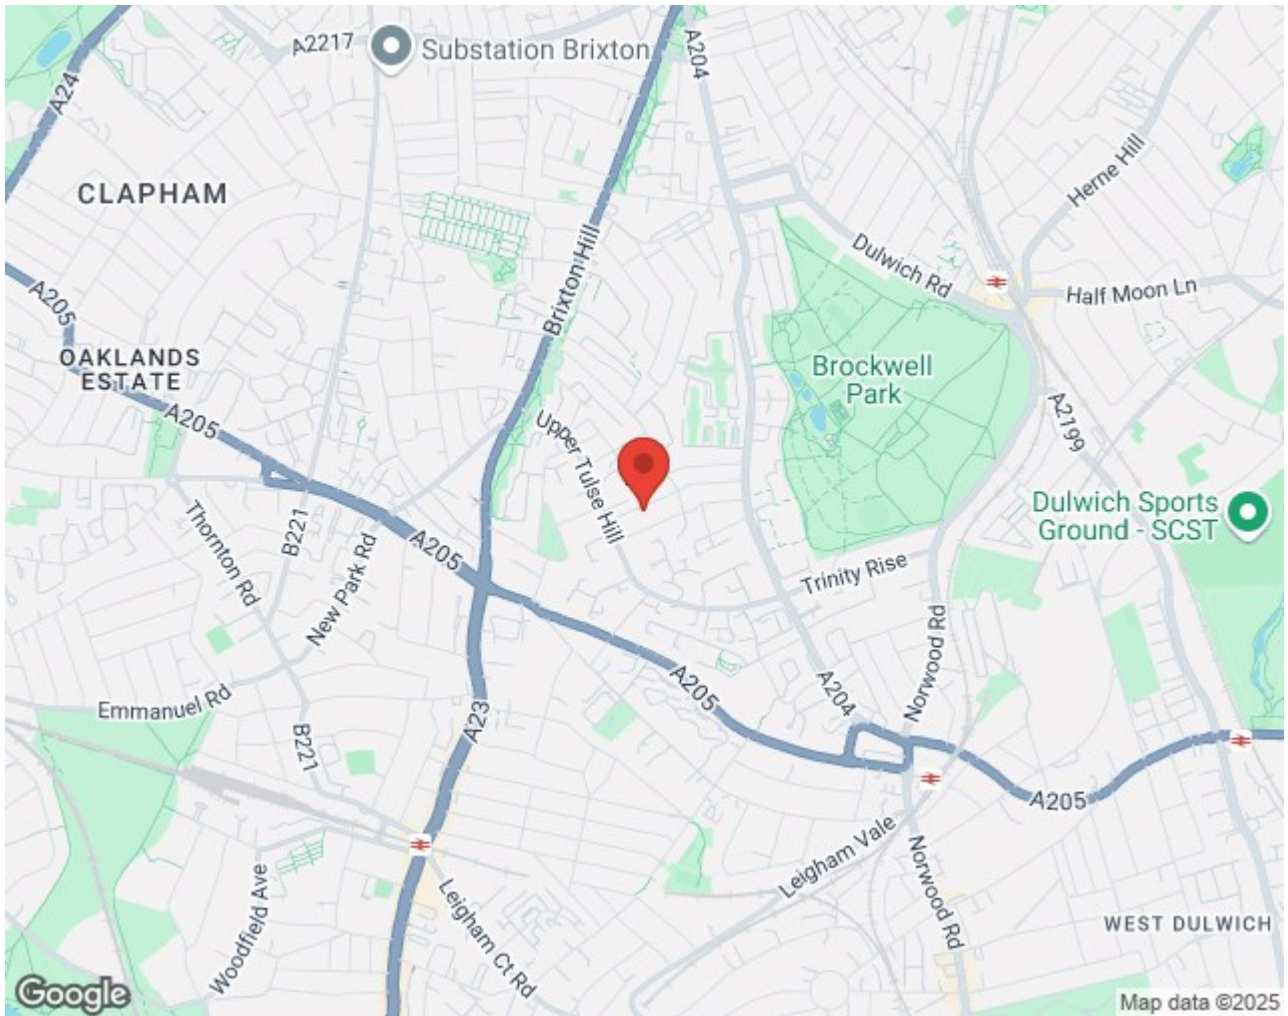 A2217
Substation Brixton
A204
A24
CLAPHAM
Herne Hill
Brixton Hill
Dulwich Rd
A205
Half Moon Ln
OAKLANDS
ESTATE
Brockwell
Park
A205
A2199
Upper Tulse Hill
Dulwich Sports
Ground - SCST
Thornton Rd
B221
A205
New Park Rd
Trinity Rise
Norwood Rd
A205
A204
Emmanuel Rd
A23
B221
A205
Leigham Vale
Norwood Rd
Woodfield Ave
Leigham Ct Rd
WEST DULWICH
Google
Map data ©2025